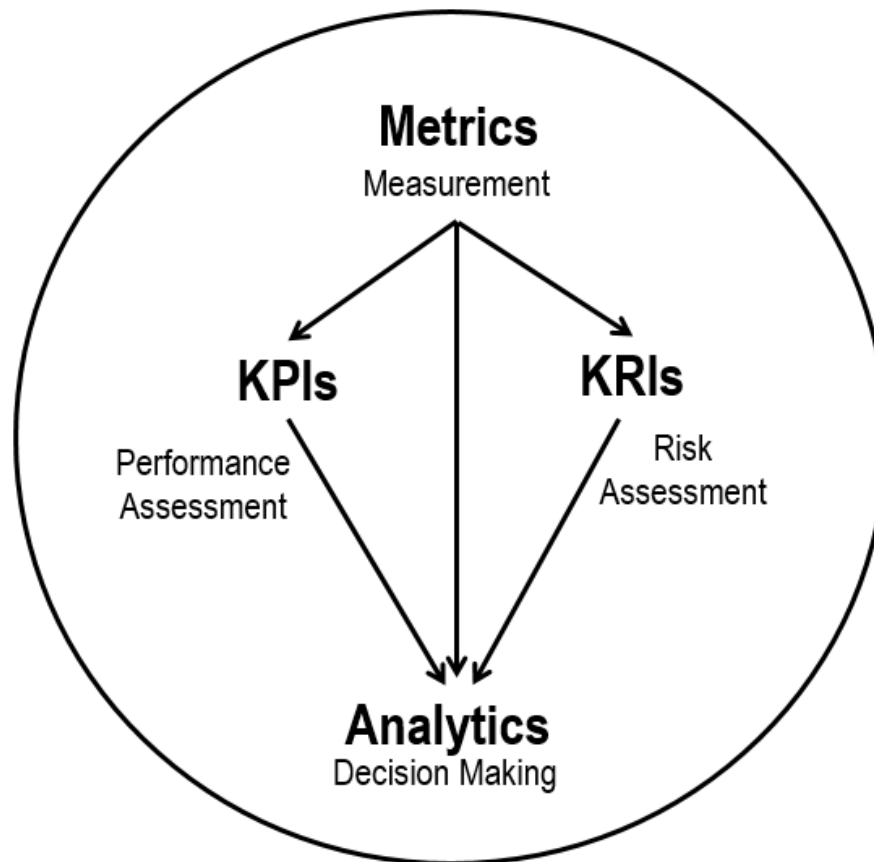 Metrics
Measurement
KPIs
KRIs
Performance
Assessment
Risk
Assessment
Analytics
Decision Making